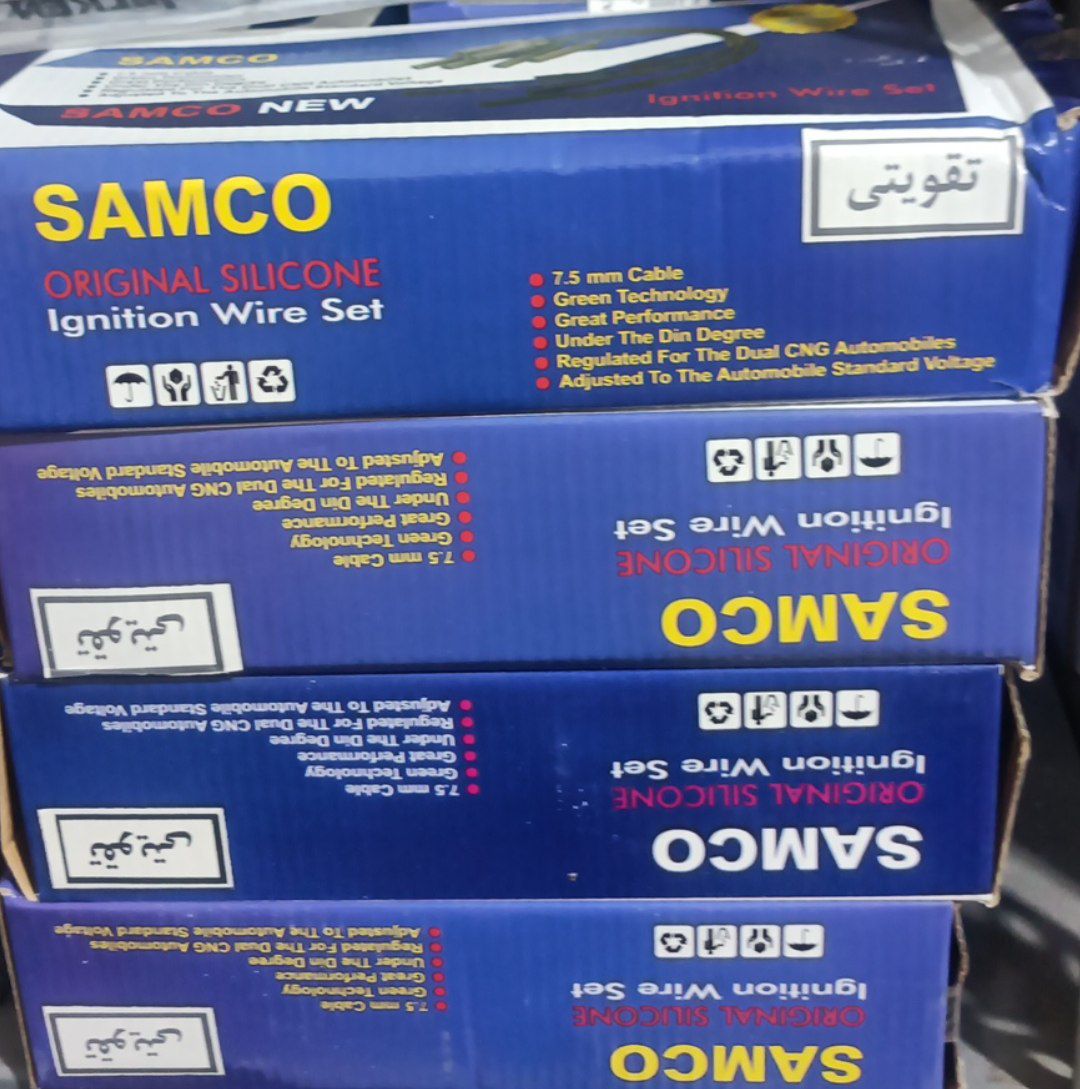 SAMCO
SAMCO NEW
Ignition Wire Set
SAMCO
تقویتی
ORIGINAL SILICONE
Ignition Wire Set
7.5 mm Cable
Green Technology
Great Performance
Under The Din Degree
Regulated For The Dual CNG Automobiles
Adjusted To The Automobile Standard Voltage
SAMCO
ORIGINAL SILICONE
Ignition Wire Set
تقویتی
7.5 mm Cable
Green Technology
Great Performance
Under The Din Degree
Regulated For The Dual CNG Automobiles
Adjusted To The Automobile Standard Voltage
SAMCO
ORIGINAL SILICONE
Ignition Wire Set
تقویتی
7.5 mm Cable
Green Technology
Great Performance
Under The Din Degree
Regulated For The Dual CNG Automobiles
Adjusted To The Automobile Standard Voltage
SAMCO
ORIGINAL SILICONE
Ignition Wire Set
تقویتی
7.5 mm Cable
Green Technology
Great Performance
Under The Din Degree
Regulated For The Dual CNG Automobiles
Adjusted To The Automobile Standard Voltage